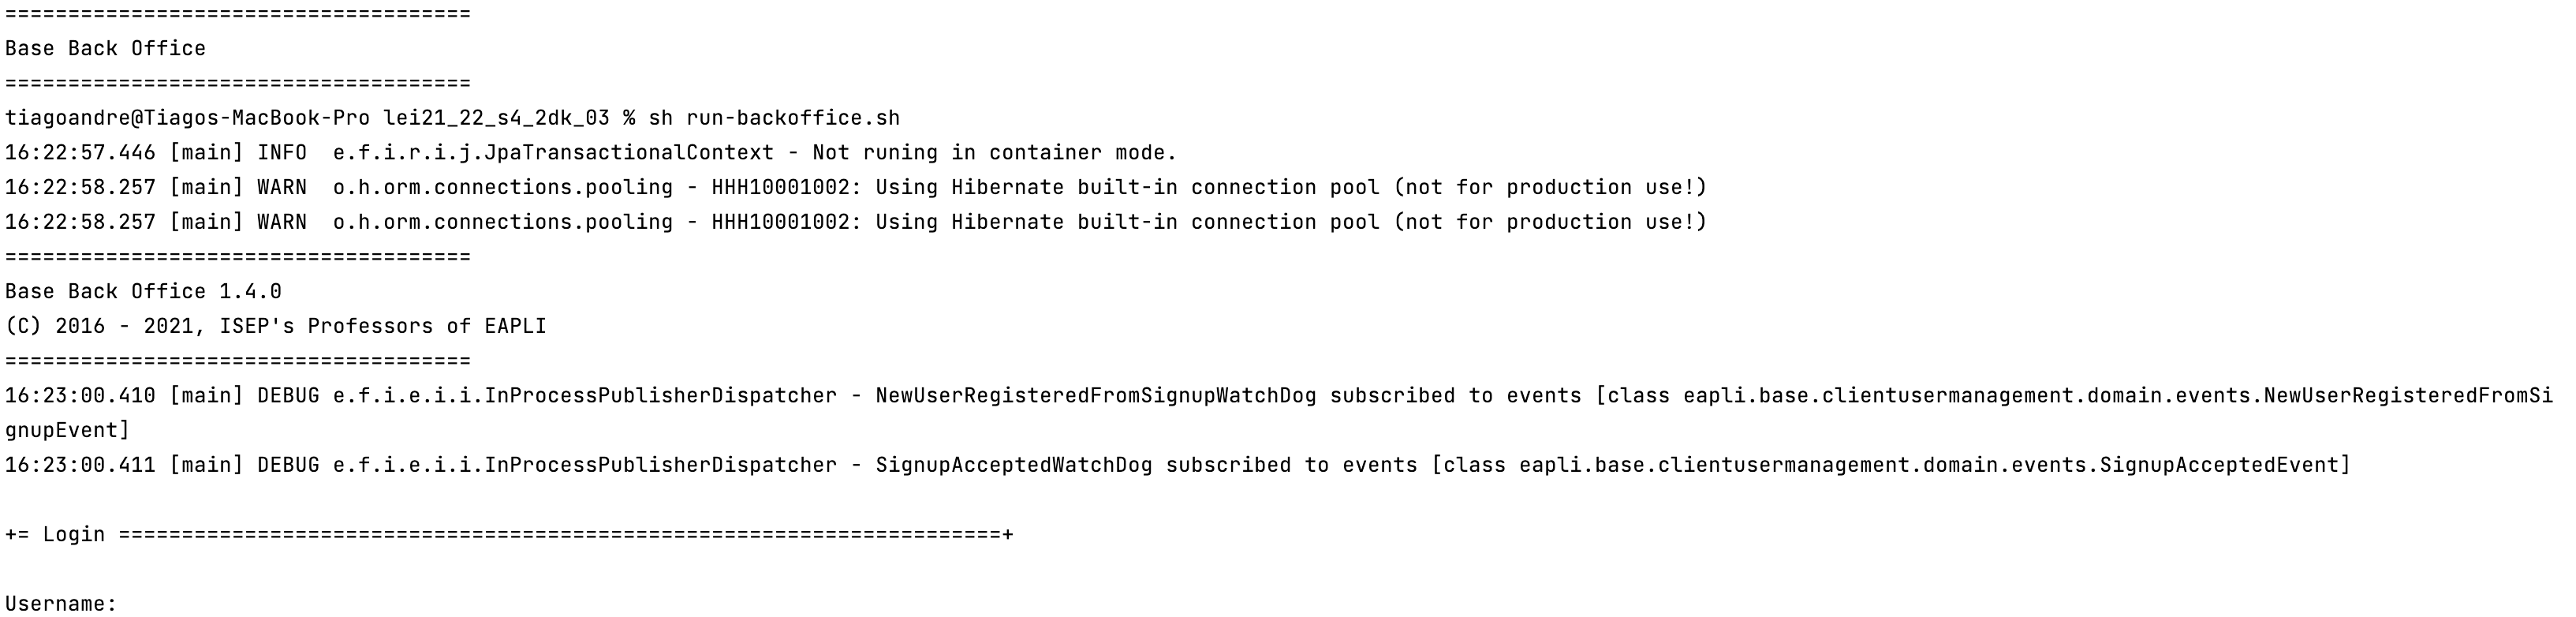 =====================================
Base Back Office
=====================================
tiagoandre@Tiagos-MacBook-Pro lei21_22_s4_2dk_03 % sh run-backoffice.sh
16:22:57.446 [main] INFO  e.f.i.r.i.j.JpaTransactionalContext - Not runing in container mode.
16:22:58.257 [main] WARN  o.h.orm.connections.pooling - HHH10001002: Using Hibernate built-in connection pool (not for production use!)
16:22:58.257 [main] WARN  o.h.orm.connections.pooling - HHH10001002: Using Hibernate built-in connection pool (not for production use!)
=====================================
Base Back Office 1.4.0
(C) 2016 - 2021, ISEP's Professors of EAPLI
=====================================
16:23:00.410 [main] DEBUG e.f.i.e.i.i.InProcessPublisherDispatcher - NewUserRegisteredFromSignupWatchDog subscribed to events [class eapli.base.clientusermanagement.domain.events.NewUserRegisteredFromSi
gnupEvent]
16:23:00.411 [main] DEBUG e.f.i.e.i.i.InProcessPublisherDispatcher - SignupAcceptedWatchDog subscribed to events [class eapli.base.clientusermanagement.domain.events.SignupAcceptedEvent]
+= Login ======================================================================+
Username: